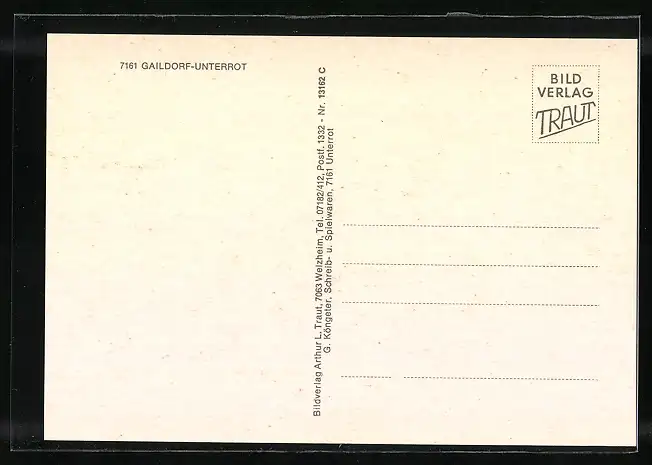 7161 GAILDORF-UNTERROT
Bildverlag Arthur L. Traut, 7063 Welzheim, Tel. 07182/412, Postf. 1332 - Nr. 13162 C
G. Köngeter, Schreib- u. Spielwaren, 7161 Unterrot
BILD
VERLAG
TRAUT